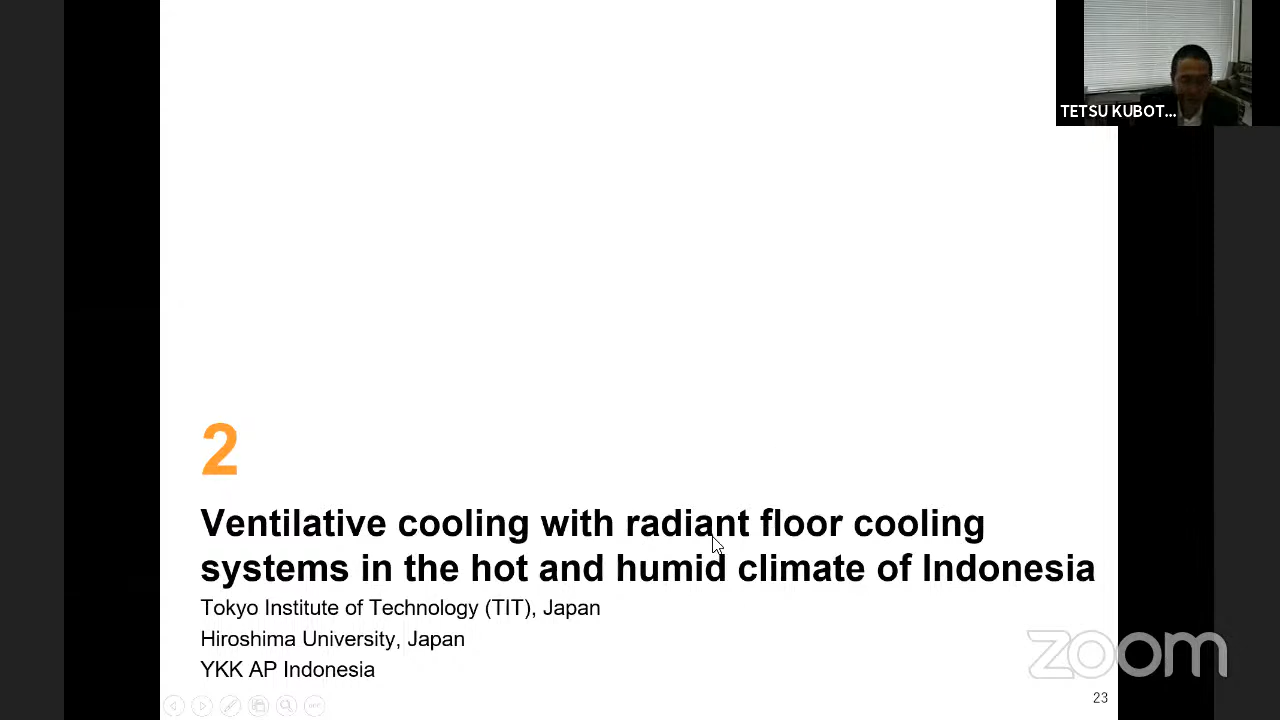 TETSU KUBOT...
2
Ventilative cooling with radiant floor cooling
systems in the hot and humid climate of Indonesia
Tokyo Institute of Technology (TIT), Japan
Hiroshima University, Japan
YKK AP Indonesia
zoom
23